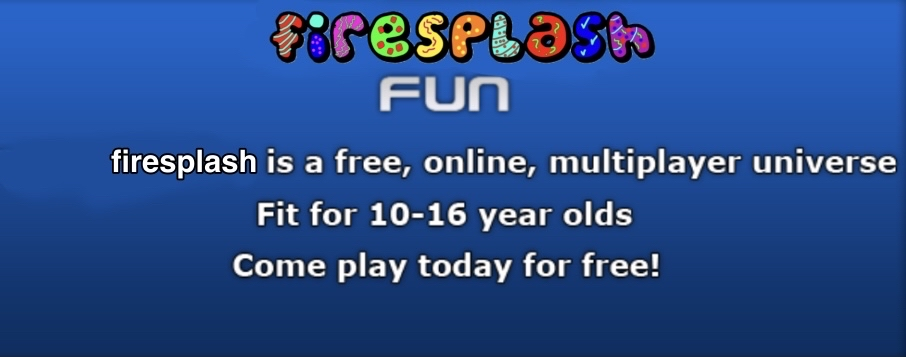 firesplash
FUN
firesplash is a free, online, multiplayer universe
Fit for 10-16 year olds
Come play today for free!